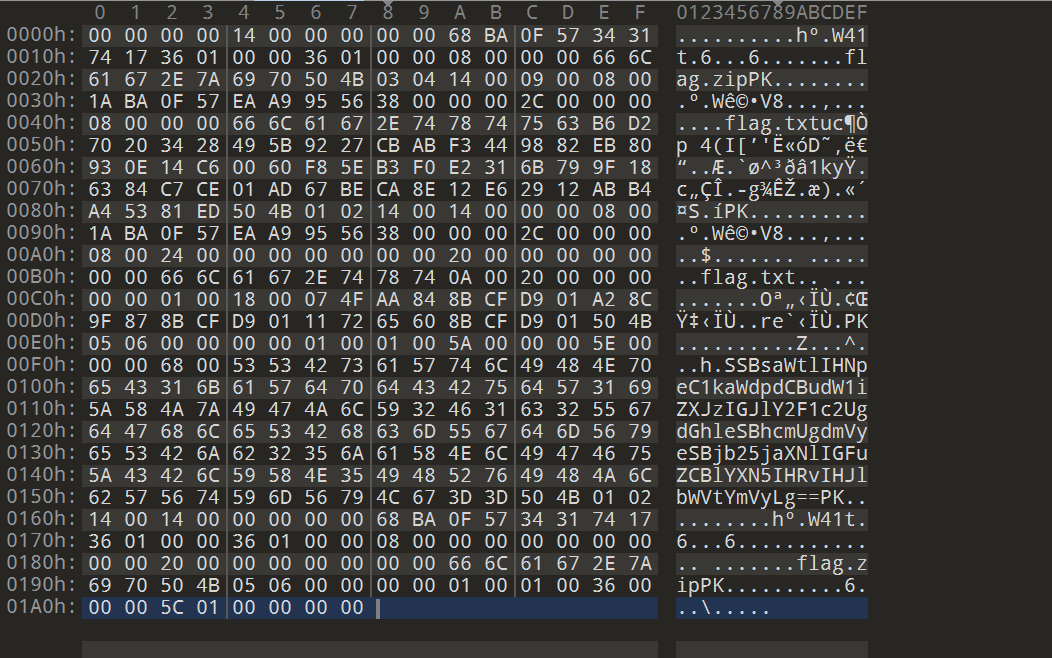 0 1 2 3 4 5 6 7 8 9 A B C D E F 0123456789ABCDEF
0000h: 00 00 00 01 14 00 00 00 00 00 68 BA 0F 57 34 31 ..........hº.W41
0010h: 74 17 36 01 00 00 36 01 00 00 08 00 00 00 66 6C t.6...6.......fl
0020h: 61 67 2E 7A 69 70 50 4B 03 04 14 00 09 00 08 00 ag.zipPK........
0030h: 1A BA 0F 57 EA A9 95 56 38 00 00 00 2C 00 00 00 .º.Wê©•V8...,...
0040h: 08 00 00 00 66 6C 61 67 2E 74 78 74 75 63 B6 D2 ....flag.txtuc¶Ò
0050h: 70 20 34 28 49 5B 92 27 CB AB F3 44 98 82 EB 80 p 4(I[’'Ë«óD˜‚ë€
0060h: 93 0E 14 C6 00 60 F8 5E B3 F0 E2 31 6B 79 9F 18 “..Æ.`ø^³ðâ1kyŸ.
0070h: 63 84 C7 CE 01 AD 67 BE CA 8E 12 E6 29 12 AB B4 c„ÇÎ.-g¾ÊŽ.æ).«´
0080h: A4 53 81 ED 50 4B 01 02 14 00 14 00 00 00 08 00 ¤S.íPK..........
0090h: 1A BA 0F 57 EA A9 95 56 38 00 00 00 2C 00 00 00 .º.Wê©•V8...,...
00A0h: 08 00 24 00 00 00 00 00 00 00 20 00 00 00 00 00 ..$....... .....
00B0h: 00 00 66 6C 61 67 2E 74 78 74 0A 00 20 00 00 00 ..flag.txt.. ...
00C0h: 00 00 01 00 18 00 07 4F AA 84 8B CF D9 01 A2 8C .......Oª„‹ÏÙ.¢Œ
00D0h: 9F 87 8B CF D9 01 11 72 65 60 8B CF D9 01 50 4B Ÿ‡‹ÏÙ..re`‹ÏÙ.PK
00E0h: 05 06 00 00 00 00 01 00 01 00 5A 00 00 00 5E 00 ..........Z...^.
00F0h: 00 00 68 00 53 53 42 73 61 57 74 6C 49 48 4E 70 ..h.SSBsaWtlIHNp
0100h: 65 43 31 6B 61 57 64 70 64 43 42 75 64 57 31 69 eC1kaWdpdCBudW1i
0110h: 5A 58 4A 7A 49 47 4A 6C 59 32 46 31 63 32 55 67 ZXJzIGJlY2F1c2Ug
0120h: 64 47 68 6C 65 53 42 68 63 6D 55 67 64 6D 56 79 dGhleSBhcmUgdmVy
0130h: 65 53 42 6A 62 32 35 6A 61 58 4E 6C 49 47 46 75 eSBjb25jaXNlIGFu
0140h: 5A 43 42 6C 59 58 4E 35 49 48 52 76 49 48 4A 6C ZCBlYXN5IHRvIHJl
0150h: 62 57 56 74 59 6D 56 79 4C 67 3D 3D 50 4B 01 02 bWVtYmVyLg==PK..
0160h: 14 00 14 00 00 00 00 00 68 BA 0F 57 34 31 74 17 ........hº.W41t.
0170h: 36 01 00 00 36 01 00 00 08 00 00 00 00 00 00 00 6...6...........
0180h: 00 00 20 00 00 00 00 00 00 00 66 6C 61 67 2E 7A .. .......flag.z
0190h: 69 70 50 4B 05 06 00 00 00 00 01 00 01 00 36 00 ipPK..........6.
01A0h: 00 00 5C 01 00 00 00 00 ..\.....